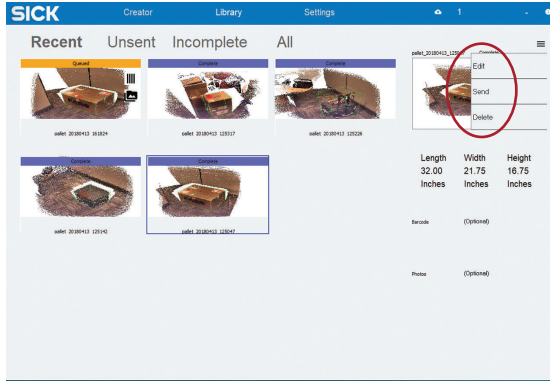 SICK
Creator Library Settings 1
Recent Unsent Incomplete All
Queued
pallet 20180413 161824
Complete
pallet 20180413 125317
Complete
pallet 20180413 125226
Complete
pallet 20180413 125142
Complete
pallet 20180413 125047
Complete
Edit
Send
Delete
Length Width Height
32.00 21.75 16.75
Inches Inches Inches
Barcode (Optional)
Photos (Optional)